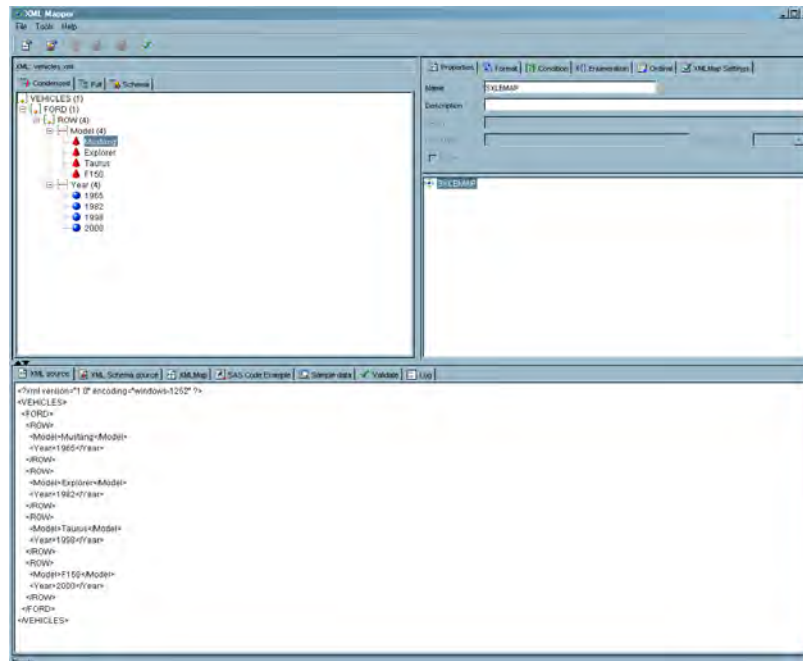 XML Mapper
File Tools Help
XML: vehicles.xml
Condensed Full Schema
VEHICLES (1)
FORD (1)
ROW (4)
Model (4)
Mustang
Explorer
Taurus
F150
Year (4)
1965
1982
1998
2000
Properties Format Condition Enumeration Ordinal XMLMap Settings
Name SXLEMAP
Description
SXLEMAP
XML source XML Schema source XMLMap SAS Code Example Sample data Validate Log
<?xml version="1.0" encoding="windows-1252" ?>
<VEHICLES>
<FORD>
<ROW>
<Model>Mustang</Model>
<Year>1965</Year>
</ROW>
<ROW>
<Model>Explorer</Model>
<Year>1982</Year>
</ROW>
<ROW>
<Model>Taurus</Model>
<Year>1998</Year>
</ROW>
<ROW>
<Model>F150</Model>
<Year>2000</Year>
</ROW>
</FORD>
</VEHICLES>